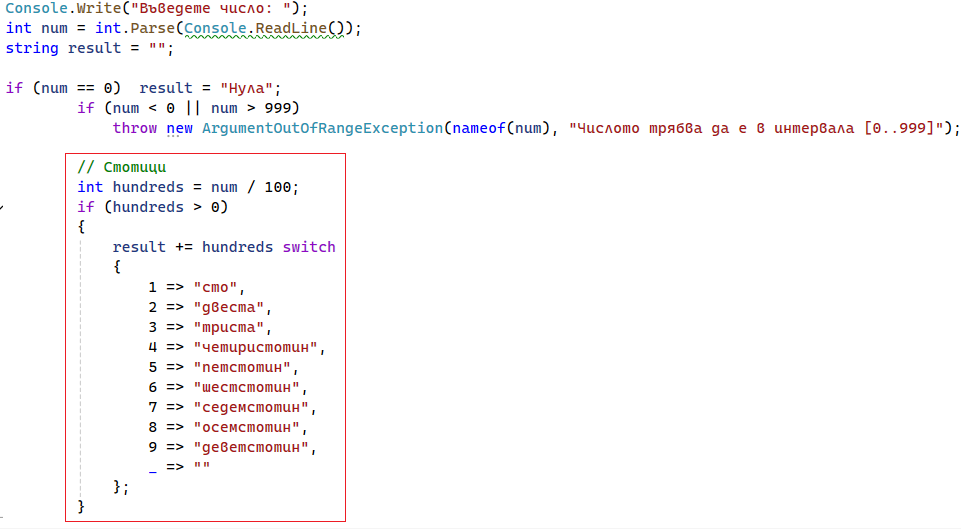 Console.Write("Въведете число: ");
int num = int.Parse(Console.ReadLine());
string result = "";
if (num == 0)  result = "Нула";
if (num < 0 || num > 999)
throw new ArgumentOutOfRangeException(nameof(num), "Числото трябва да е в интервала [0..999]");
// Стотици
int hundreds = num / 100;
if (hundreds > 0)
{
result += hundreds switch
{
1 => "сто",
2 => "двеста",
3 => "триста",
4 => "четиристотин",
5 => "петстотин",
6 => "шестстотин",
7 => "седемстотин",
8 => "осемстотин",
9 => "деветстотин",
_ => ""
};
}